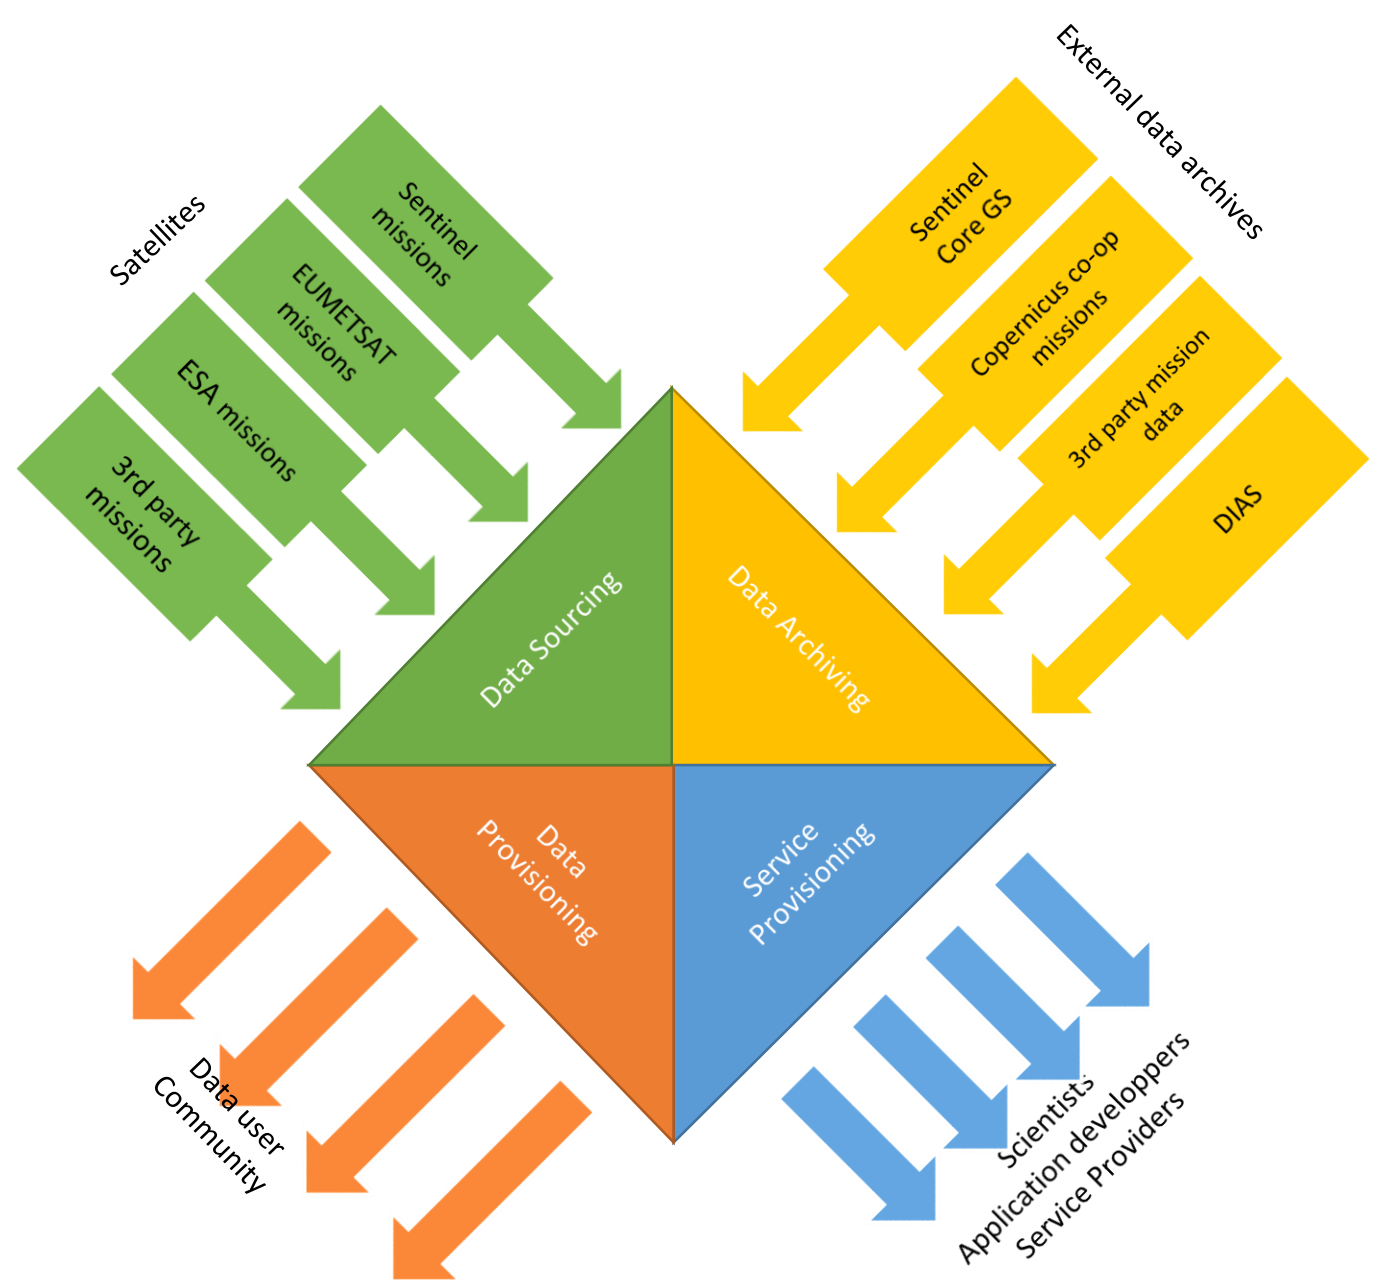 Satellites
Sentinel
missions
EUMETSAT
missions
ESA missions
3rd party
missions
External data archives
Sentinel
Core GS
Copernicus co-op
missions
3rd party mission
data
DIAS
Data Sourcing
Data Archiving
Data
Provisioning
Service
Provisioning
Data user
Community
Scientists
Application developpers
Service Providers